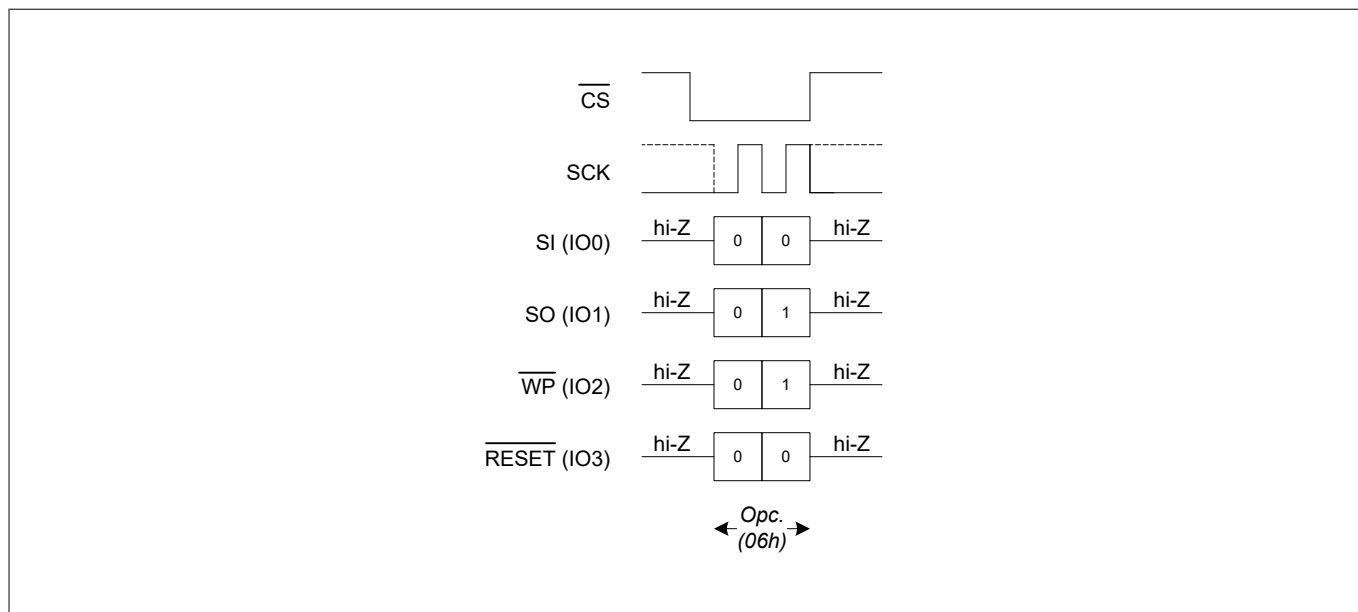 CS
SCK
SI (IO0) hi-Z 0 0 hi-Z
SO (IO1) hi-Z 0 1 hi-Z
WP (IO2) hi-Z 0 1 hi-Z
RESET (IO3) hi-Z 0 0 hi-Z
Opc.
(06h)